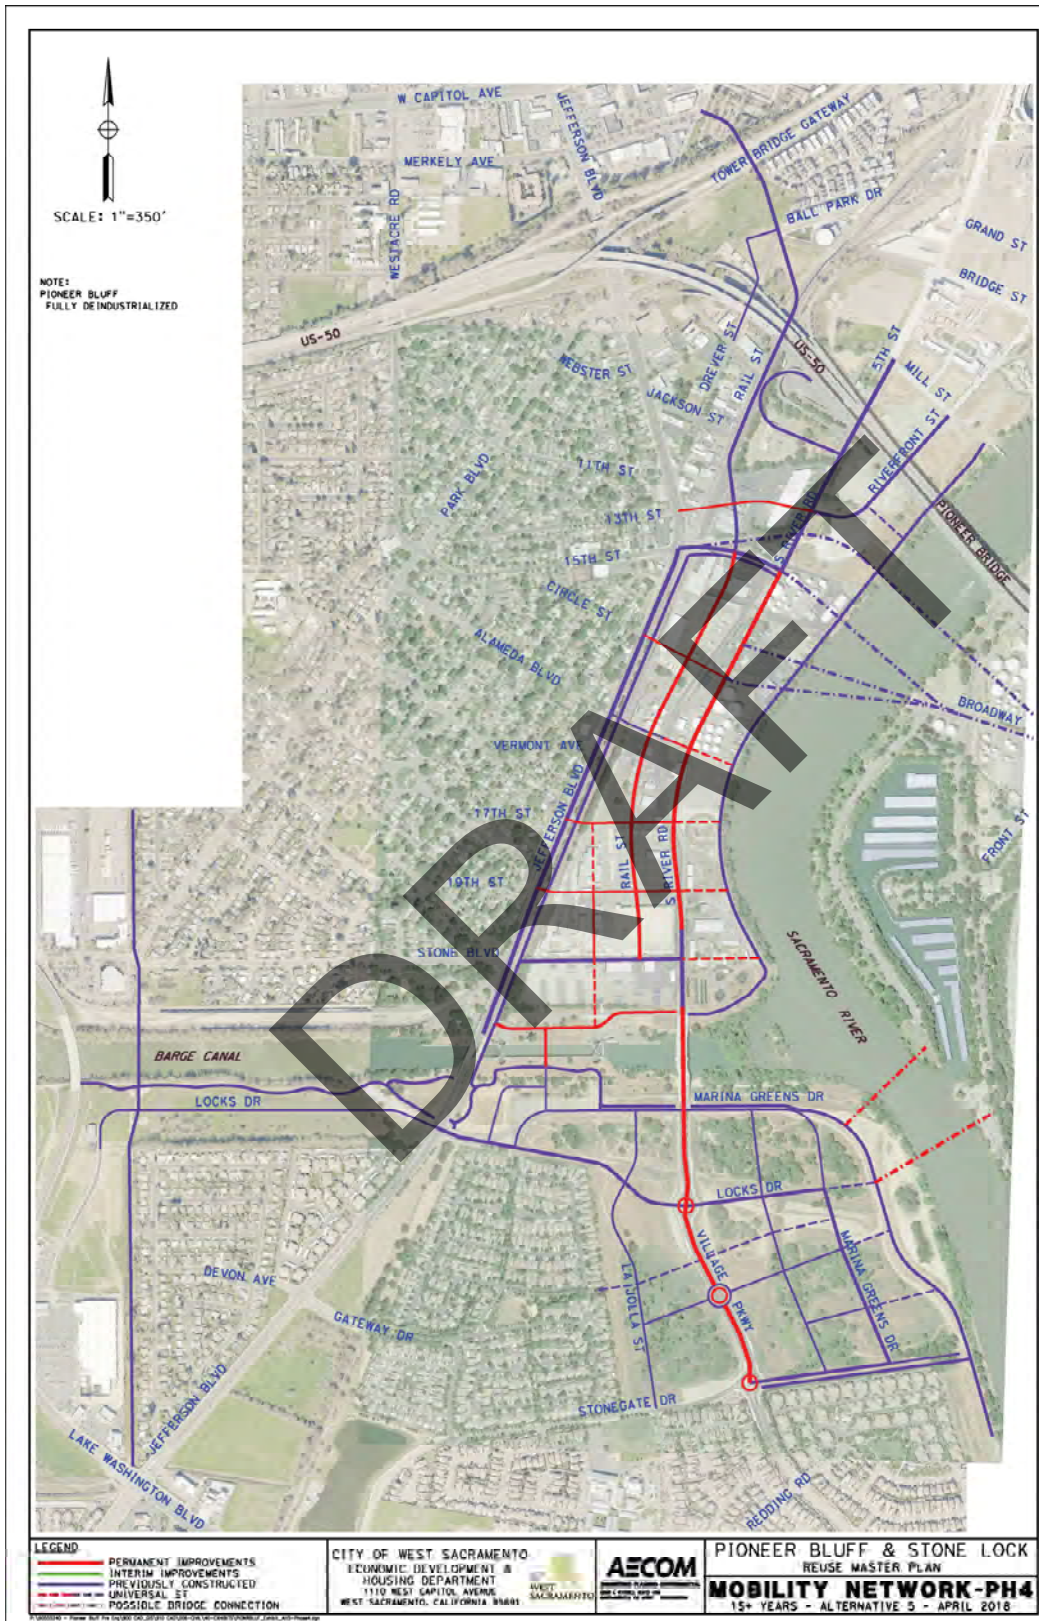 SCALE: 1"=350'
NOTE:
PIONEER BLUFF
FULLY DEINDUSTRIALIZED
W CAPITOL AVE
JEFFERSON BLVD
TOWER BRIDGE GATEWAY
MERKELY AVE
WESTACRE RD
BALL PARK DR
GRAND ST
BRIDGE ST
US-50
US-50
5TH ST
MILL ST
DREVER ST
RAIL ST
WEBSTER ST
JACKSON ST
RIVERFRONT ST
11TH ST
PARK BLVD
13TH ST
S RIVER RD
PIONEER BRIDGE
15TH ST
CIRCLE ST
ALAMEDA BLVD
BROADWAY
VERMONT AVE
JEFFERSON BLVD
17TH ST
RAIL ST
S RIVER RD
FRONT ST
19TH ST
STONE BLVD
SACRAMENTO RIVER
BARGE CANAL
LOCKS DR
MARINA GREENS DR
LOCKS DR
VILLAGE PKWY
LA JOLLA ST
MARINA GREENS DR
DEVON AVE
GATEWAY DR
STONEGATE DR
JEFFERSON BLVD
LAKE WASHINGTON BLVD
REDDING RD
DRAFT
LEGEND
PERMANENT IMPROVEMENTS
INTERIM IMPROVEMENTS
PREVIOUSLY CONSTRUCTED
UNIVERSAL ST
POSSIBLE BRIDGE CONNECTION
CITY OF WEST SACRAMENTO
ECONOMIC DEVELOPMENT &
HOUSING DEPARTMENT
1110 WEST CAPITOL AVENUE
WEST SACRAMENTO, CALIFORNIA 95691
WEST
SACRAMENTO
AECOM
PIONEER BLUFF & STONE LOCK
REUSE MASTER PLAN
MOBILITY NETWORK-PH4
15+ YEARS - ALTERNATIVE 5 - APRIL 2018